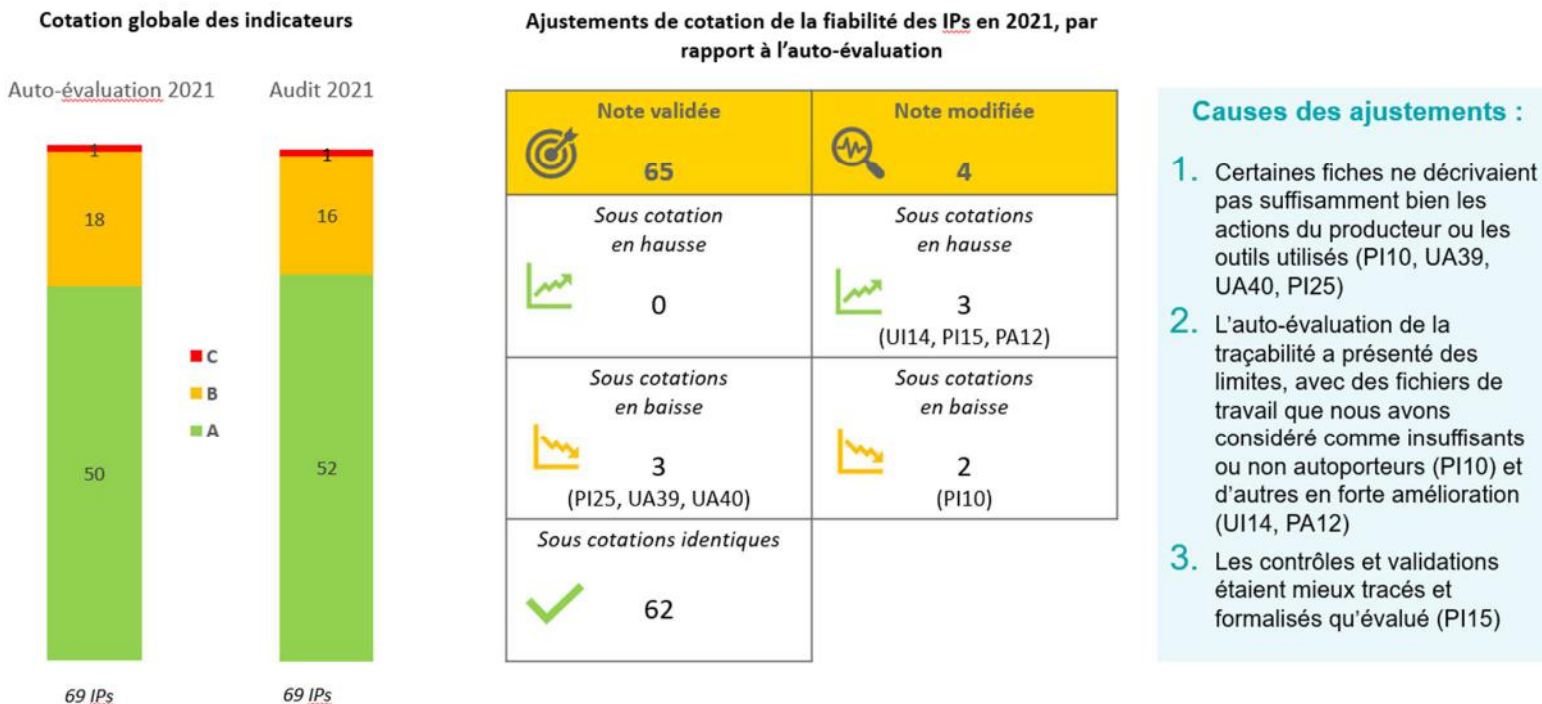 Cotation globale des indicateurs
Auto-évaluation 2021
Audit 2021
1
18
50
69 IPs
1
16
52
69 IPs
C
B
A
Ajustements de cotation de la fiabilité des IPs en 2021, par
rapport à l’auto-évaluation
Note validée
65
Note modifiée
4
Sous cotation
en hausse
0
Sous cotations
en hausse
3
(UI14, PI15, PA12)
Sous cotations
en baisse
3
(PI25, UA39, UA40)
Sous cotations
en baisse
2
(PI10)
Sous cotations identiques
62
Causes des ajustements :
1. Certaines fiches ne décrivaient
pas suffisamment bien les
actions du producteur ou les
outils utilisés (PI10, UA39,
UA40, PI25)
2. L’auto-évaluation de la
traçabilité a présenté des
limites, avec des fichiers de
travail que nous avons
considéré comme insuffisants
ou non autoporteurs (PI10) et
d’autres en forte amélioration
(UI14, PA12)
3. Les contrôles et validations
étaient mieux tracés et
formalisés qu’évalué (PI15)